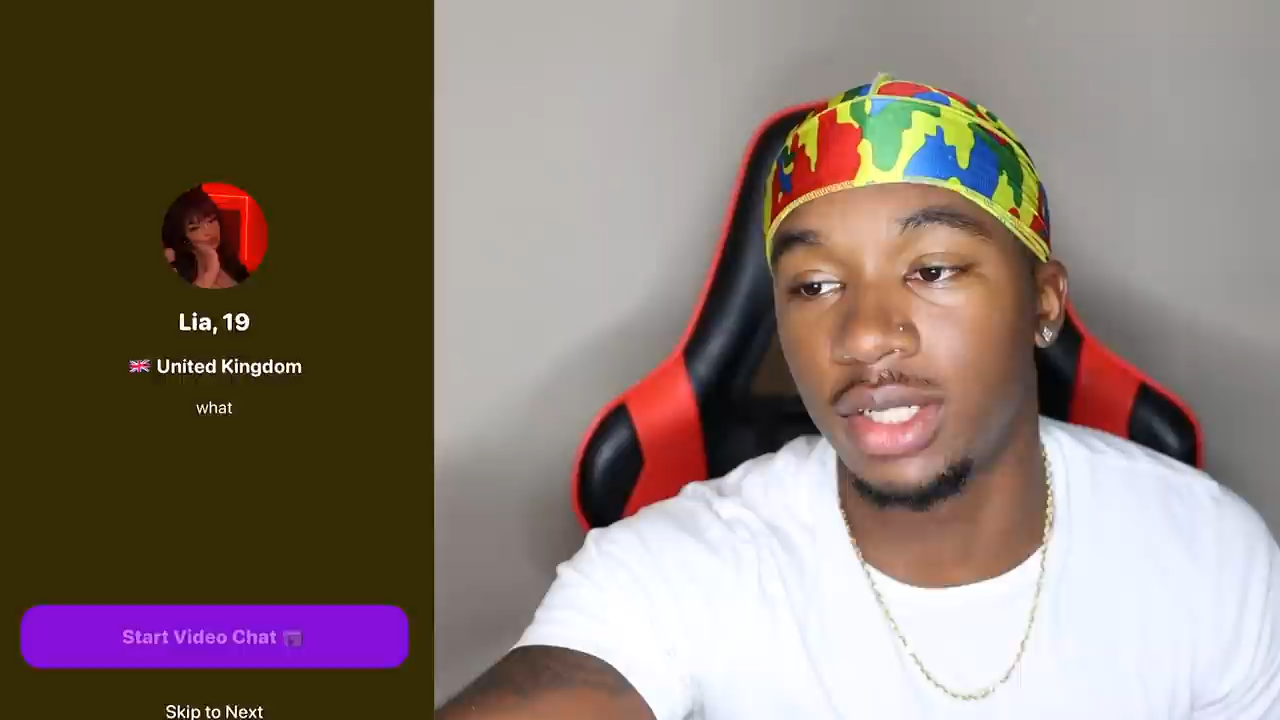 Lia, 19
🇬🇧 United Kingdom
what
Start Video Chat
Skip to Next